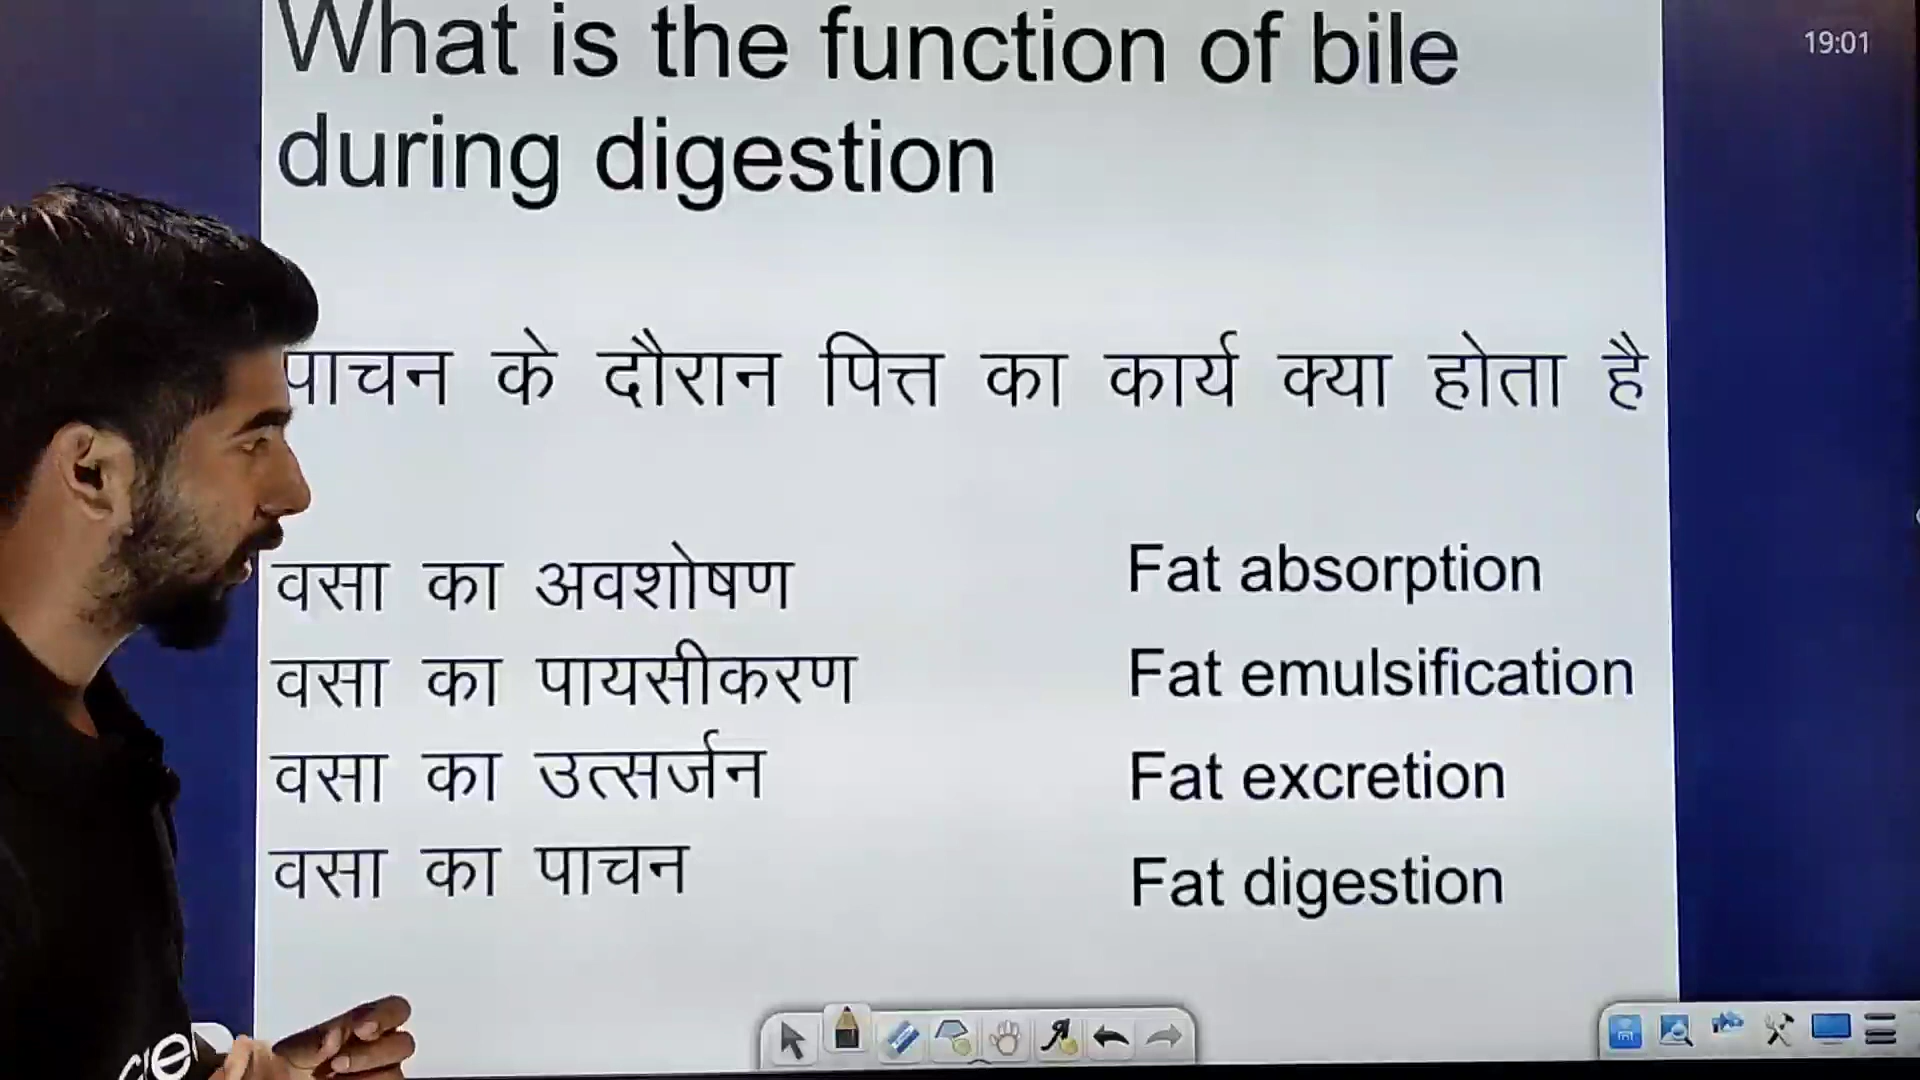 What is the function of bile
during digestion
19:01
पाचन के दौरान पित्त का कार्य क्या होता है
वसा का अवशोषण
Fat absorption
वसा का पायसीकरण
Fat emulsification
वसा का उत्सर्जन
Fat excretion
वसा का पाचन
Fat digestion